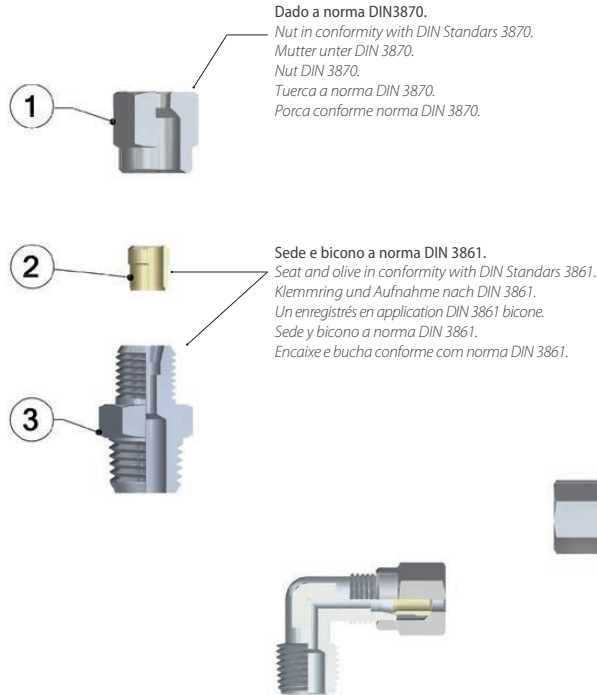 Dado a norma DIN3870.
Nut in conformity with DIN Standars 3870.
Mutter unter DIN 3870.
Nut DIN 3870.
Tuerca a norma DIN 3870.
Porca conforme norma DIN 3870.
1
2
Sede e bicono a norma DIN 3861.
Seat and olive in conformity with DIN Standars 3861.
Klemmring und Aufnahme nach DIN 3861.
Un enregistrés en application DIN 3861 bicone.
Sede y bicono a norma DIN 3861.
Encaixe e bucha conforme com norma DIN 3861.
3